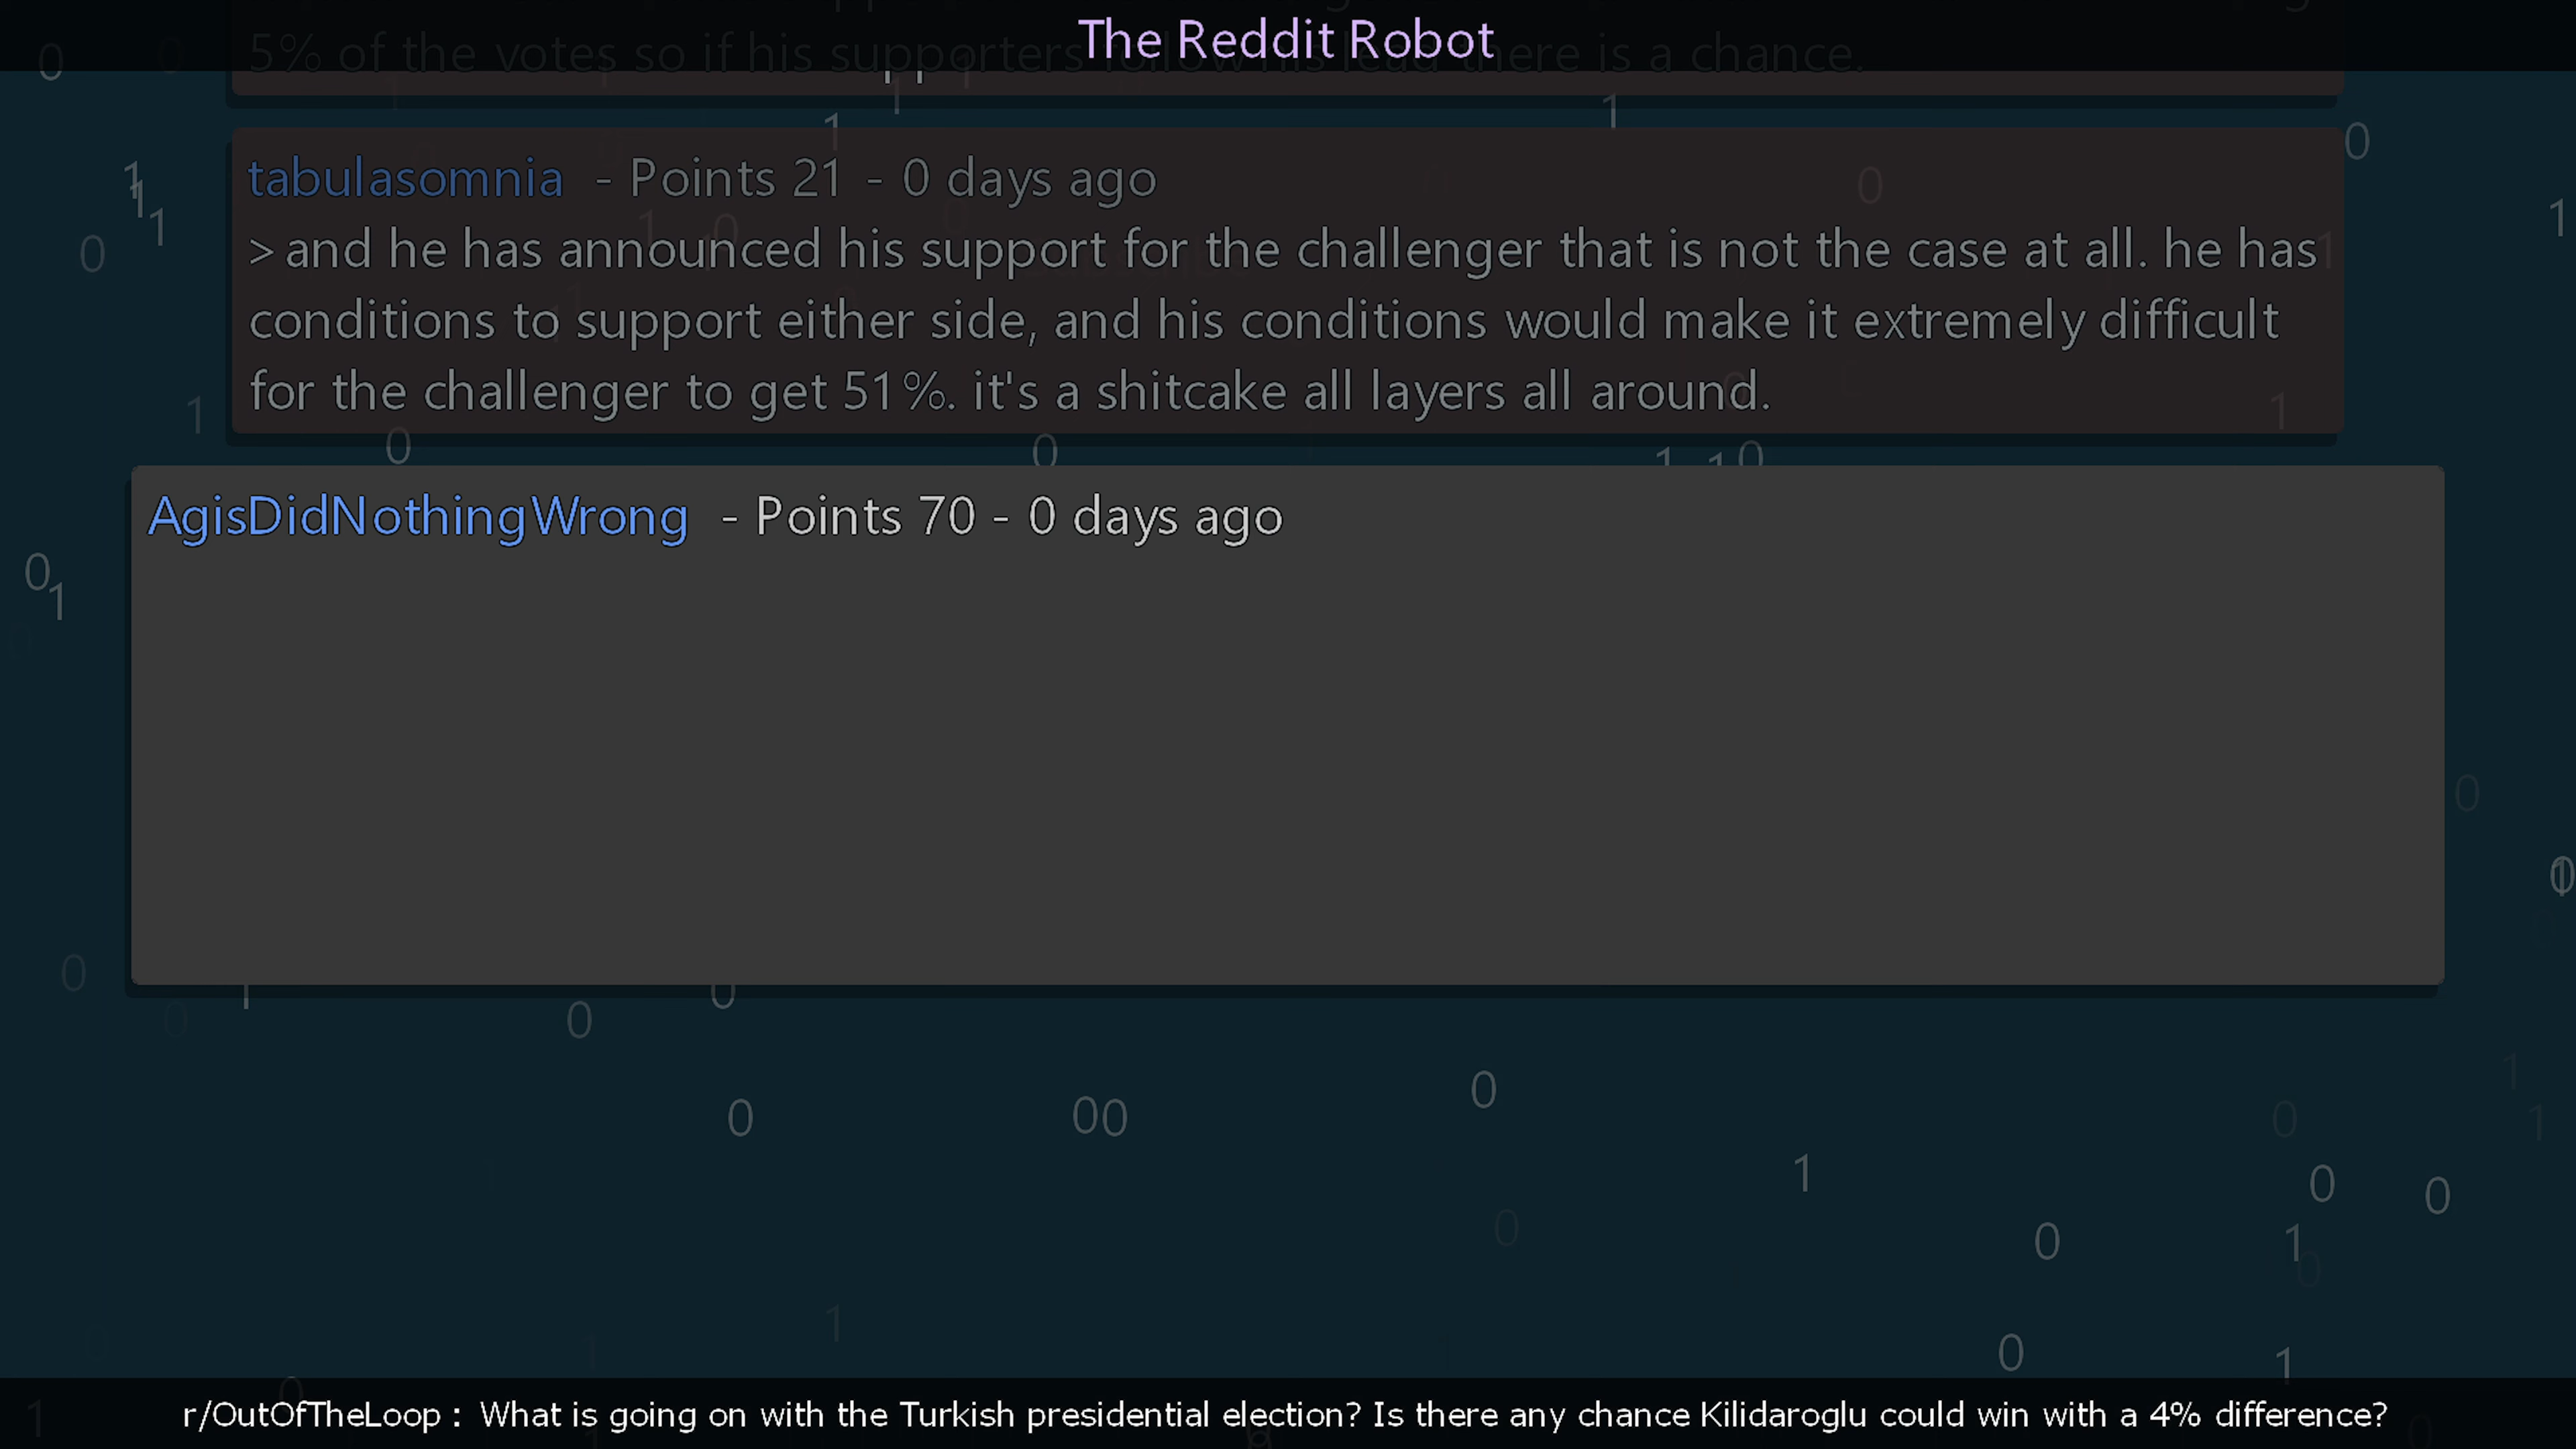 The Reddit Robot
5% of the votes so if his supporters follow his lead there is a chance.
tabulasomnia - Points 21 - 0 days ago
> and he has announced his support for the challenger that is not the case at all. he has
conditions to support either side, and his conditions would make it extremely difficult
for the challenger to get 51%. it's a shitcake all layers all around.
AgisDidNothingWrong - Points 70 - 0 days ago
r/OutOfTheLoop : What is going on with the Turkish presidential election? Is there any chance Kilidaroglu could win with a 4% difference?